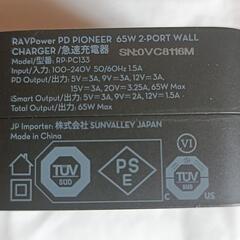 RAVPower PD PIONEER 65W 2-PORT WALL
CHARGER/急速充電器 SN:0VC8116M
Model/型号: RP-PC133
INPUT/入力: 100-240V 50/60Hz 1.5A
PD OUTPUT/出力: 5V=3A, 9V=3A, 12V=3A,
15V=3A, 20V=3.25A, 65W Max
iSmart OUTPUT/出力: 5V=3A, 9V=2A, 12V=1.5A
Total Output/出力: 65W
JP Importer: 株式会社 SUNVALLEY JAPAN
Made in China
TÜV
SÜD
PS
E
VI
TÜV
SÜD
C US